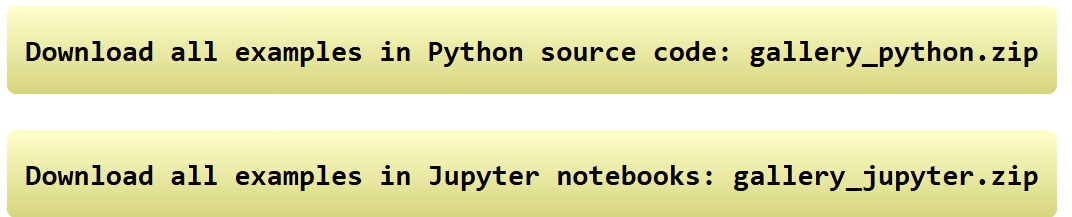 Download all examples in Python source code: gallery_python.zip
Download all examples in Jupyter notebooks: gallery_jupyter.zip